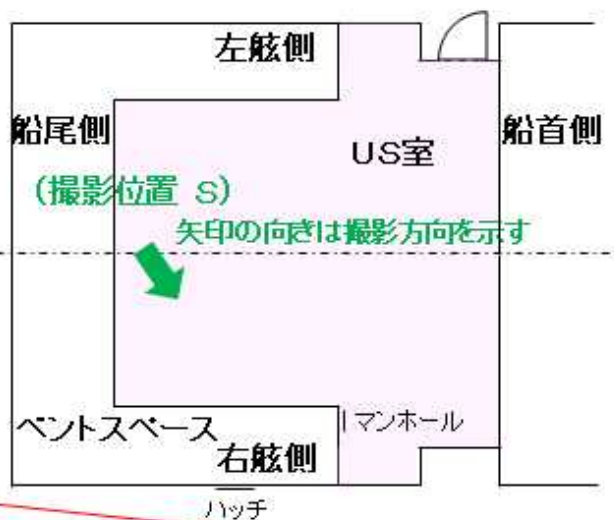 左舷側
船尾側
US室
船首側
(撮影位置 S)
矢印の向きは撮影方向を示す
ベントスペース
マンホール
右舷側
ハッチ